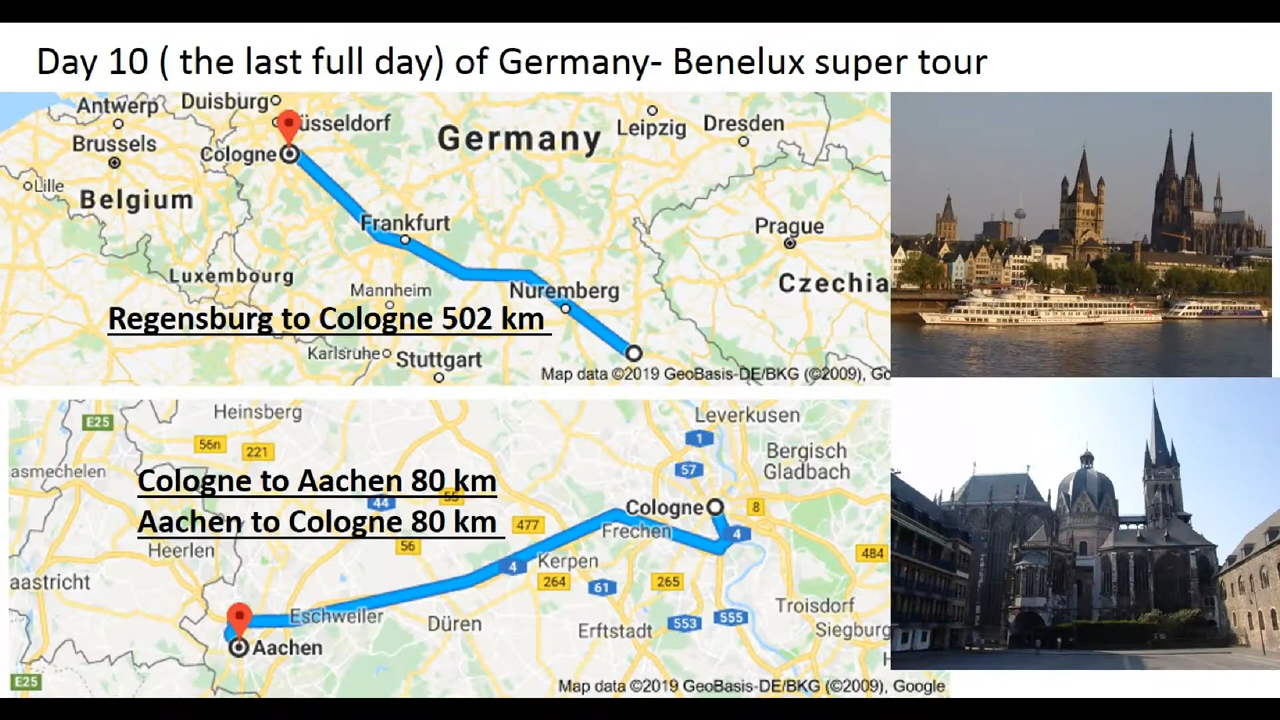 Day 10 ( the last full day) of Germany- Benelux super tour
Antwerp
Duisburg
Brussels
üsseldorf
Germany
Leipzig
Dresden
Cologne
Lille
Belgium
Frankfurt
Prague
Luxembourg
Mannheim
Nuremberg
Czechia
Regensburg to Cologne 502 km
Karlsruhe
Stuttgart
Map data ©2019 GeoBasis-DE/BKG (©2009), Go
E25
Heinsberg
Leverkusen
56n
221
1
Bergisch
Gladbach
asmechelen
57
Cologne to Aachen 80 km
44
55
Cologne
8
Aachen to Cologne 80 km
477
Frechen
4
Heerlen
56
484
4
Kerpen
aastricht
264
61
265
Eschweiler
Düren
Erftstadt
553
555
Troisdorf
Siegburg
Aachen
H
E25
Map data ©2019 GeoBasis-DE/BKG (©2009), Google